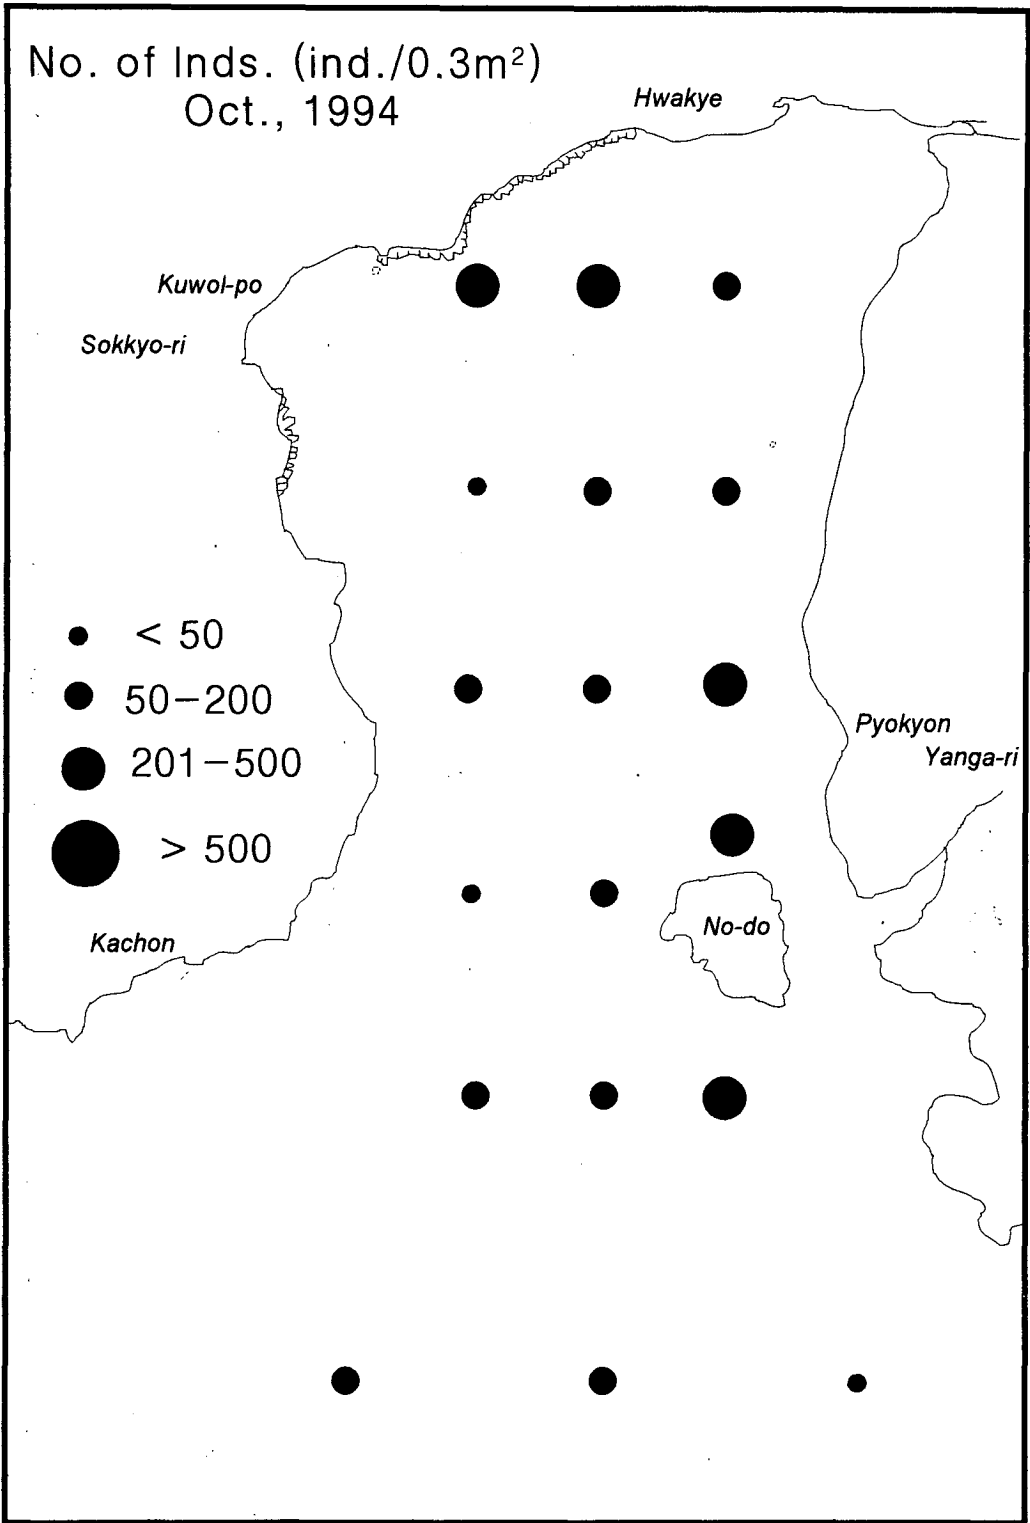 No. of Inds. (ind./0.3m²)
Oct., 1994
Hwakye
Kuwol-po
Sokkyo-ri
< 50
50-200
201-500
> 500
Pyokyon
Yanga-ri
No-do
Kachon